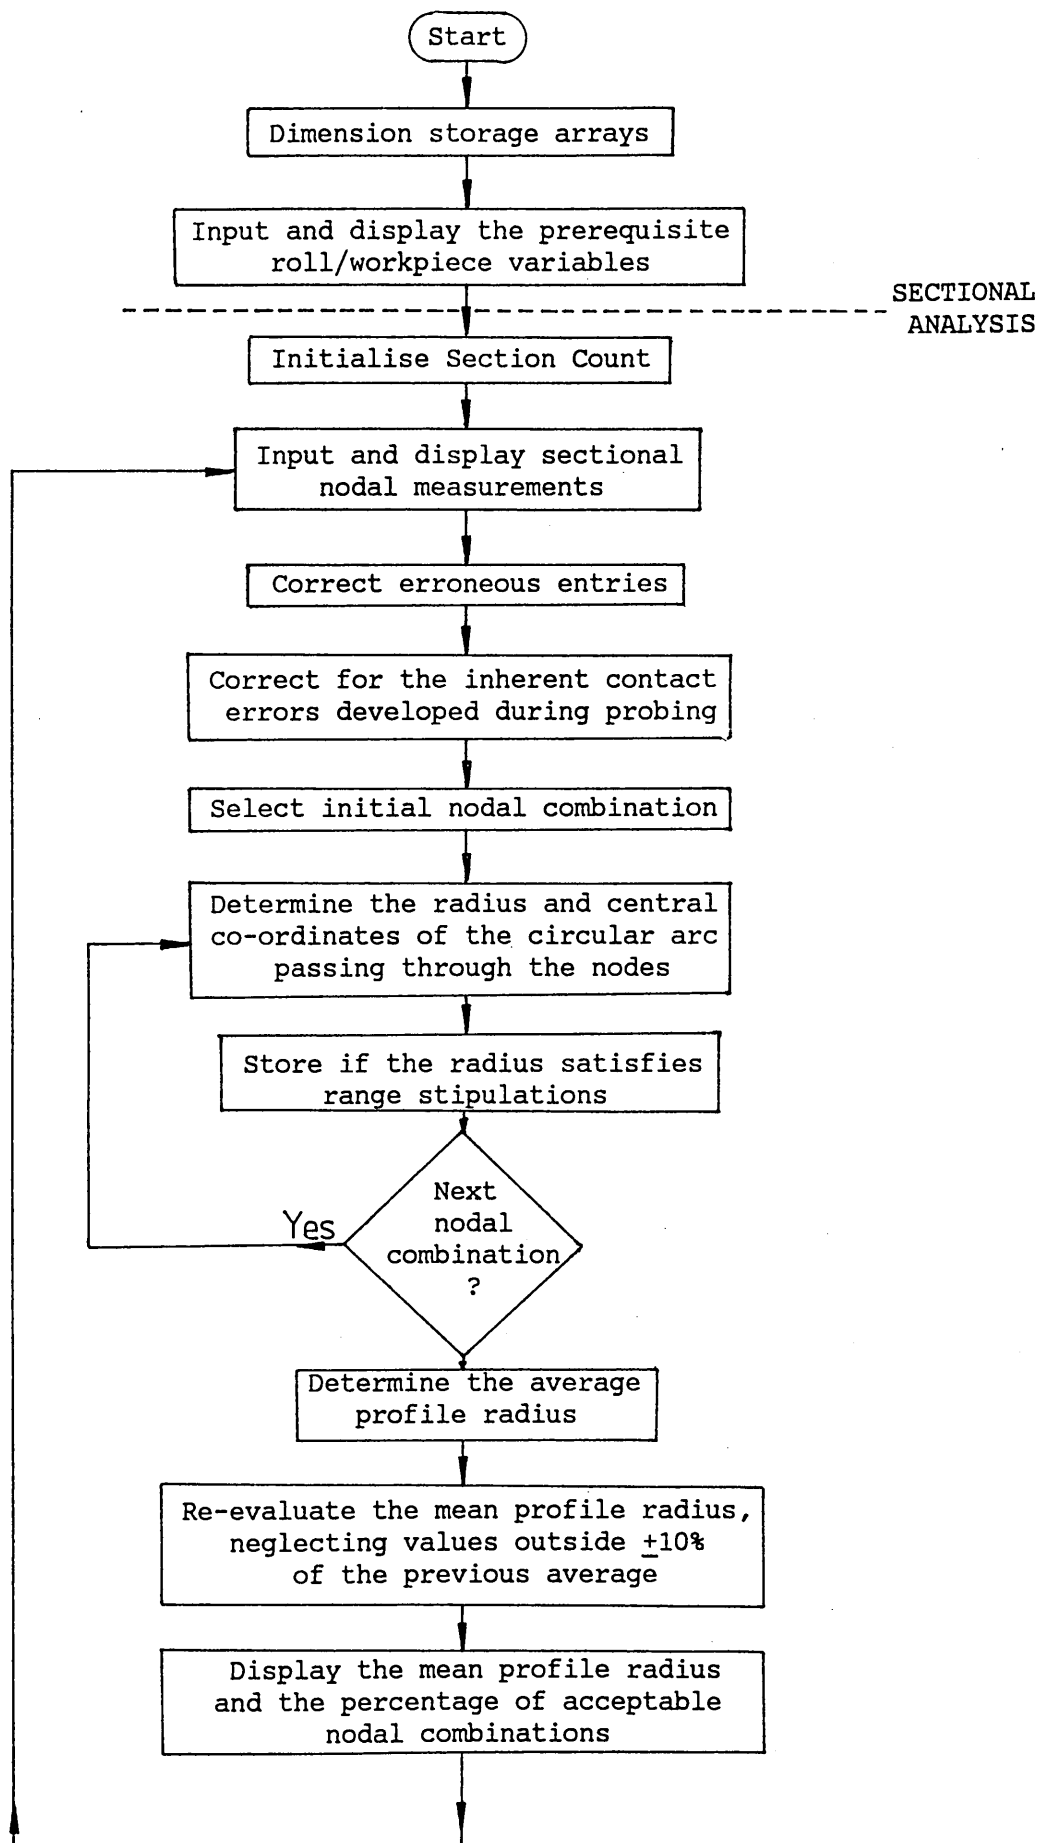 Start
Dimension storage arrays
Input and display the prerequisite
roll/workpiece variables
SECTIONAL
ANALYSIS
Initialise Section Count
Input and display sectional
nodal measurements
Correct erroneous entries
Correct for the inherent contact
errors developed during probing
Select initial nodal combination
Determine the radius and central
co-ordinates of the circular arc
passing through the nodes
Store if the radius satisfies
range stipulations
Next
nodal
combination
?
Yes
Determine the average
profile radius
Re-evaluate the mean profile radius,
neglecting values outside ±10%
of the previous average
Display the mean profile radius
and the percentage of acceptable
nodal combinations